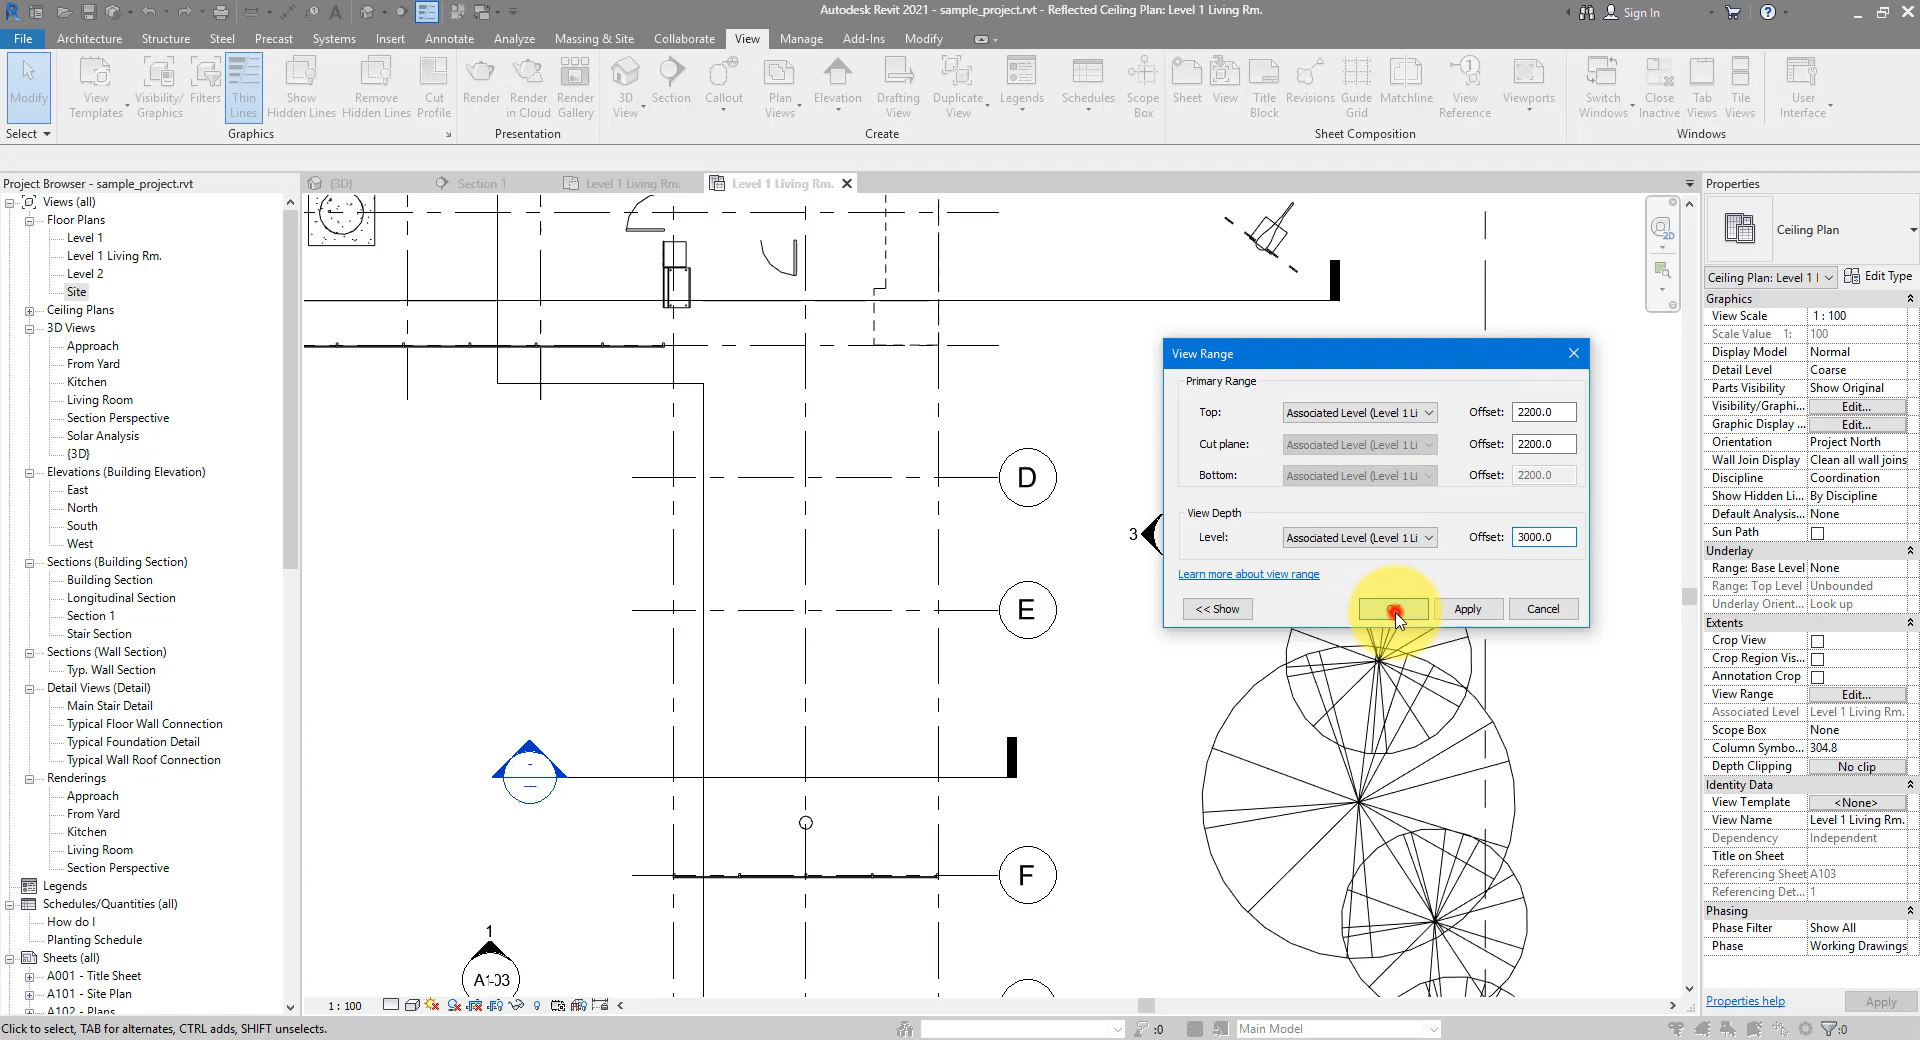 Autodesk Revit 2021 - sample_project.rvt - Reflected Ceiling Plan: Level 1 Living Rm.
Sign In
File Architecture Structure Steel Precast Systems Insert Annotate Analyze Massing & Site Collaborate View Manage Add-Ins Modify
Modify
View Templates
Visibility/ Graphics
Filters
Thin Lines
Show Hidden Lines
Remove Hidden Lines
Cut Profile
Render
Render in Cloud
Render Gallery
3D View
Section
Callout
Plan Views
Elevation
Drafting View
Duplicate View
Legends
Schedules
Scope Box
Sheet
View
Title Block
Revisions
Guide Grid
Matchline
View Reference
Viewports
Switch Windows
Close Inactive
Tab Views
Tile Views
User Interface
Select Graphics Presentation Create Sheet Composition Windows
Project Browser - sample_project.rvt
Views (all)
Floor Plans
Level 1
Level 1 Living Rm.
Level 2
Site
Ceiling Plans
3D Views
Approach
From Yard
Kitchen
Living Room
Section Perspective
Solar Analysis
{3D}
Elevations (Building Elevation)
East
North
South
West
Sections (Building Section)
Building Section
Longitudinal Section
Section 1
Stair Section
Sections (Wall Section)
Typ. Wall Section
Detail Views (Detail)
Main Stair Detail
Typical Floor Wall Connection
Typical Foundation Detail
Typical Wall Roof Connection
Renderings
Approach
From Yard
Kitchen
Living Room
Section Perspective
Legends
Schedules/Quantities (all)
How do I
Planting Schedule
Sheets (all)
A001 - Title Sheet
A101 - Site Plan
A102 - Plans
{3D} Section 1 Level 1 Living Rm. Level 1 Living Rm.
2D
D
E
F
3
1
A103
View Range
Primary Range
Top: Associated Level (Level 1 Li Offset: 2200.0
Cut plane: Associated Level (Level 1 Li Offset: 2200.0
Bottom: Associated Level (Level 1 Li Offset: 2200.0
View Depth
Level: Associated Level (Level 1 Li Offset: 3000.0
Learn more about view range
<< Show Apply Cancel
Properties
Ceiling Plan
Ceiling Plan: Level 1 l Edit Type
Graphics
View Scale 1 : 100
Scale Value 1: 100
Display Model Normal
Detail Level Coarse
Parts Visibility Show Original
Visibility/Graphi... Edit...
Graphic Display ... Edit...
Orientation Project North
Wall Join Display Clean all wall joins
Discipline Coordination
Show Hidden Li... By Discipline
Default Analysis... None
Sun Path
Underlay
Range: Base Level None
Range: Top Level Unbounded
Underlay Orient... Look up
Extents
Crop View
Crop Region Vis...
Annotation Crop
View Range Edit...
Associated Level Level 1 Living Rm.
Scope Box None
Column Symbo... 304.8
Depth Clipping No clip
Identity Data
View Template <None>
View Name Level 1 Living Rm.
Dependency Independent
Title on Sheet
Referencing Sheet A103
Referencing Det... 1
Phasing
Phase Filter Show All
Phase Working Drawings
Properties help Apply
1 : 100
Click to select, TAB for alternates, CTRL adds, SHIFT unselects.
:0 Main Model :0